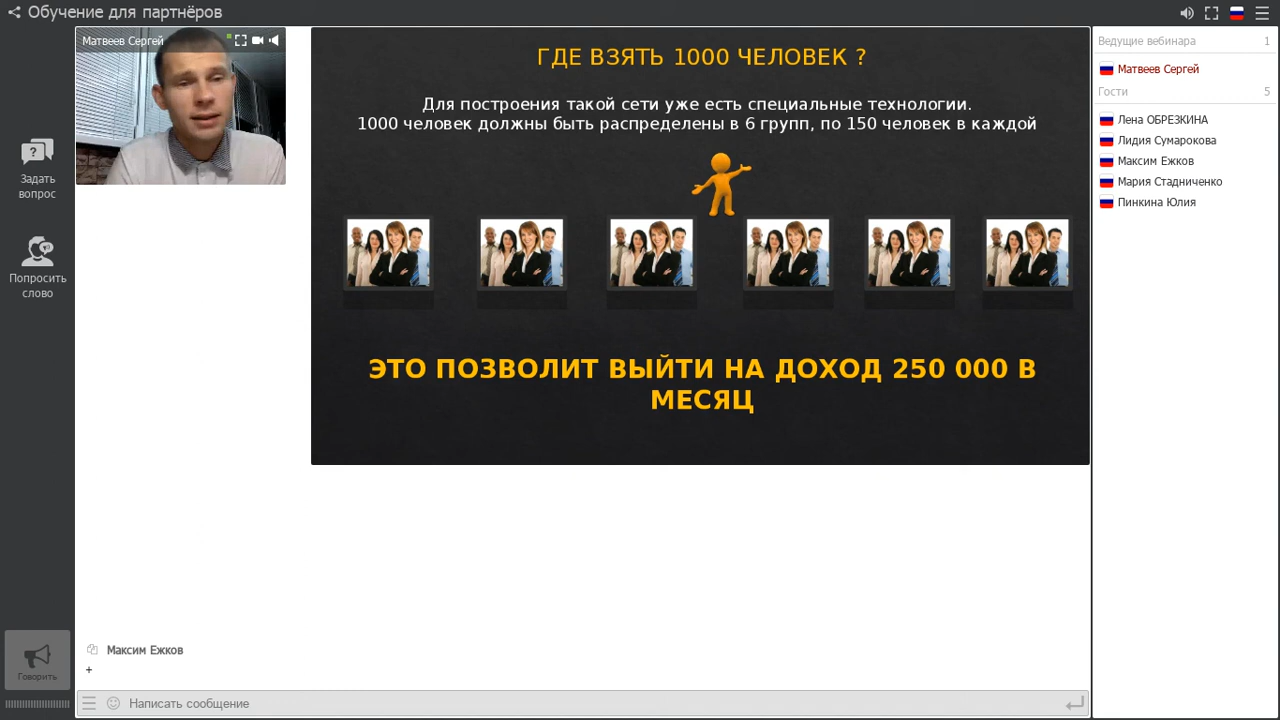 Обучение для партнёров
Матвеев Сергей
ГДЕ ВЗЯТЬ 1000 ЧЕЛОВЕК ?
Для построения такой сети уже есть специальные технологии.
1000 человек должны быть распределены в 6 групп, по 150 человек в каждой
ЭТО ПОЗВОЛИТ ВЫЙТИ НА ДОХОД 250 000 В
МЕСЯЦ
Задать
вопрос
Попросить
слово
Говорить
Максим Ежков
+
Написать сообщение
Ведущие вебинара 1
Матвеев Сергей
Гости 5
Лена ОБРЕЗКИНА
Лидия Сумарокова
Максим Ежков
Мария Стадниченко
Пинкина Юлия